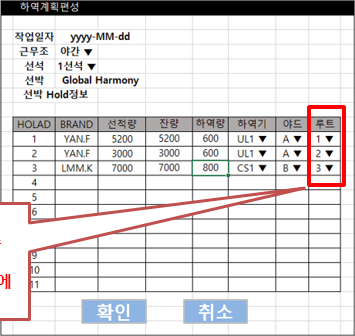 하역계획편성
작업일자 yyyy-MM-dd
근무조 야간 ▼
선석 1선석 ▼
선박 Global Harmony
선박 Hold정보
HOLAD BRAND 선적량 잔량 하역량 하역기 야드 루트
1 YAN.F 5200 5200 600 UL1 ▼ A ▼ 1 ▼
2 YAN.F 3000 3000 600 UL1 ▼ A ▼ 2 ▼
3 LMM.K 7000 7000 800 CS1 ▼ B ▼ 3 ▼
4
5
6
에
10
11
확인 취소